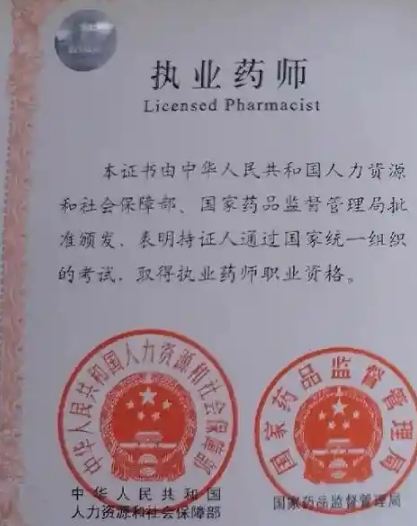 执业药师
Licensed Pharmacist
本证书由中华人民共和国人力资源
和社会保障部、国家药品监督管理局批
准颁发，表明持证人通过国家统一组织
的考试，取得执业药师职业资格。
中华人民共和国人力资源和社会保障部
国家药品监督管理局
中华人民共和国
人力资源和社会保障部
国家药品监督管理局